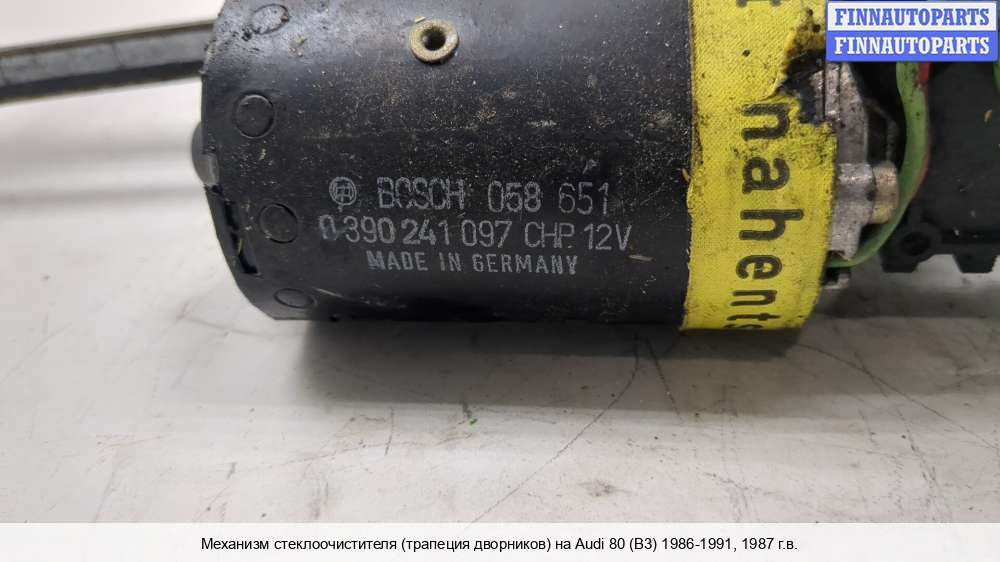 FINNAUTOPARTS
FINNAUTOPARTS
BOSCH 058 651
0 390 241 097 CHP. 12V
MADE IN GERMANY
nahents
Механизм стеклоочистителя (трапеция дворников) на Audi 80 (B3) 1986-1991, 1987 г.в.